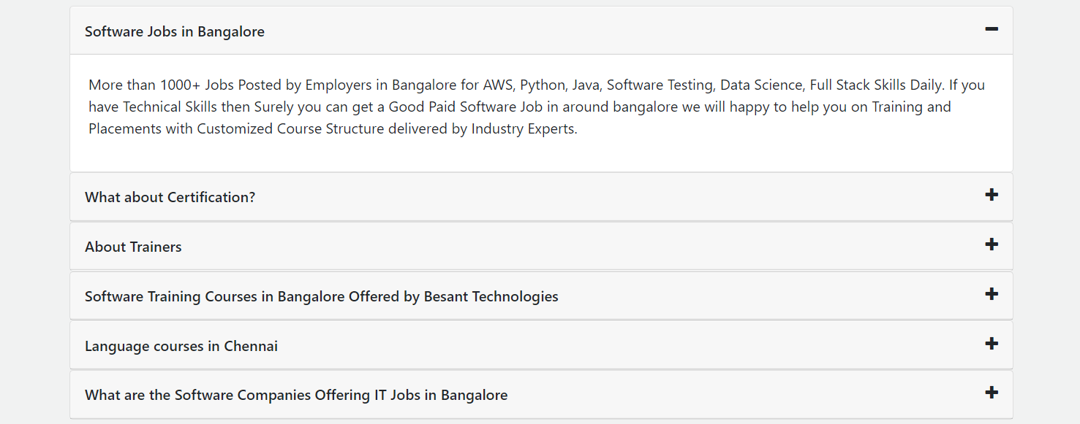 Software Jobs in Bangalore
More than 1000+ Jobs Posted by Employers in Bangalore for AWS, Python, Java, Software Testing, Data Science, Full Stack Skills Daily. If you
have Technical Skills then Surely you can get a Good Paid Software Job in around bangalore we will happy to help you on Training and
Placements with Customized Course Structure delivered by Industry Experts.
What about Certification?
About Trainers
Software Training Courses in Bangalore Offered by Besant Technologies
Language courses in Chennai
What are the Software Companies Offering IT Jobs in Bangalore